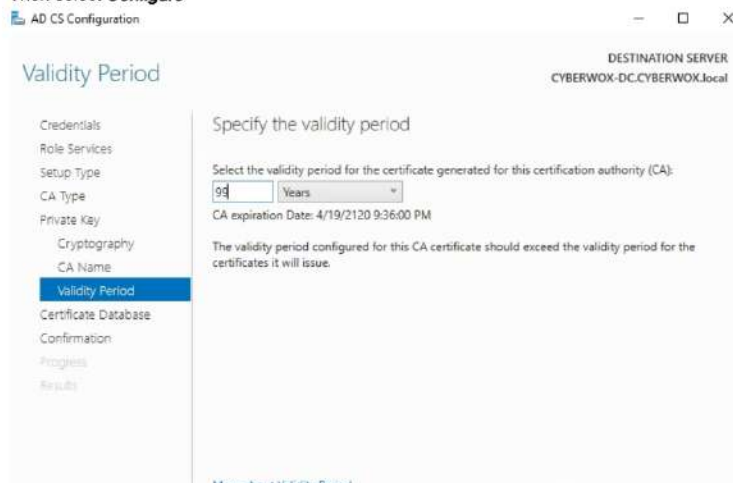 AD CS Configuration
DESTINATION SERVER
CYBERWOX-DC.CYBERWOX.local
Validity Period
Credentials
Role Services
Setup Type
CA Type
Private Key
Cryptography
CA Name
Validity Period
Certificate Database
Confirmation
Progress
Results
Specify the validity period
Select the validity period for the certificate generated for this certification authority (CA):
99 Years
CA expiration Date: 4/19/2120 9:36:00 PM
The validity period configured for this CA certificate should exceed the validity period for the
certificates it will issue.